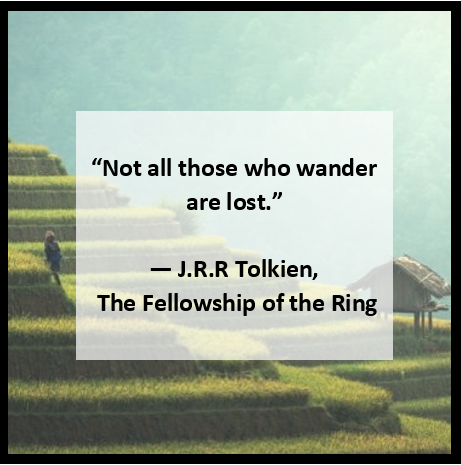 “Not all those who wander
are lost.”
— J.R.R Tolkien,
The Fellowship of the Ring